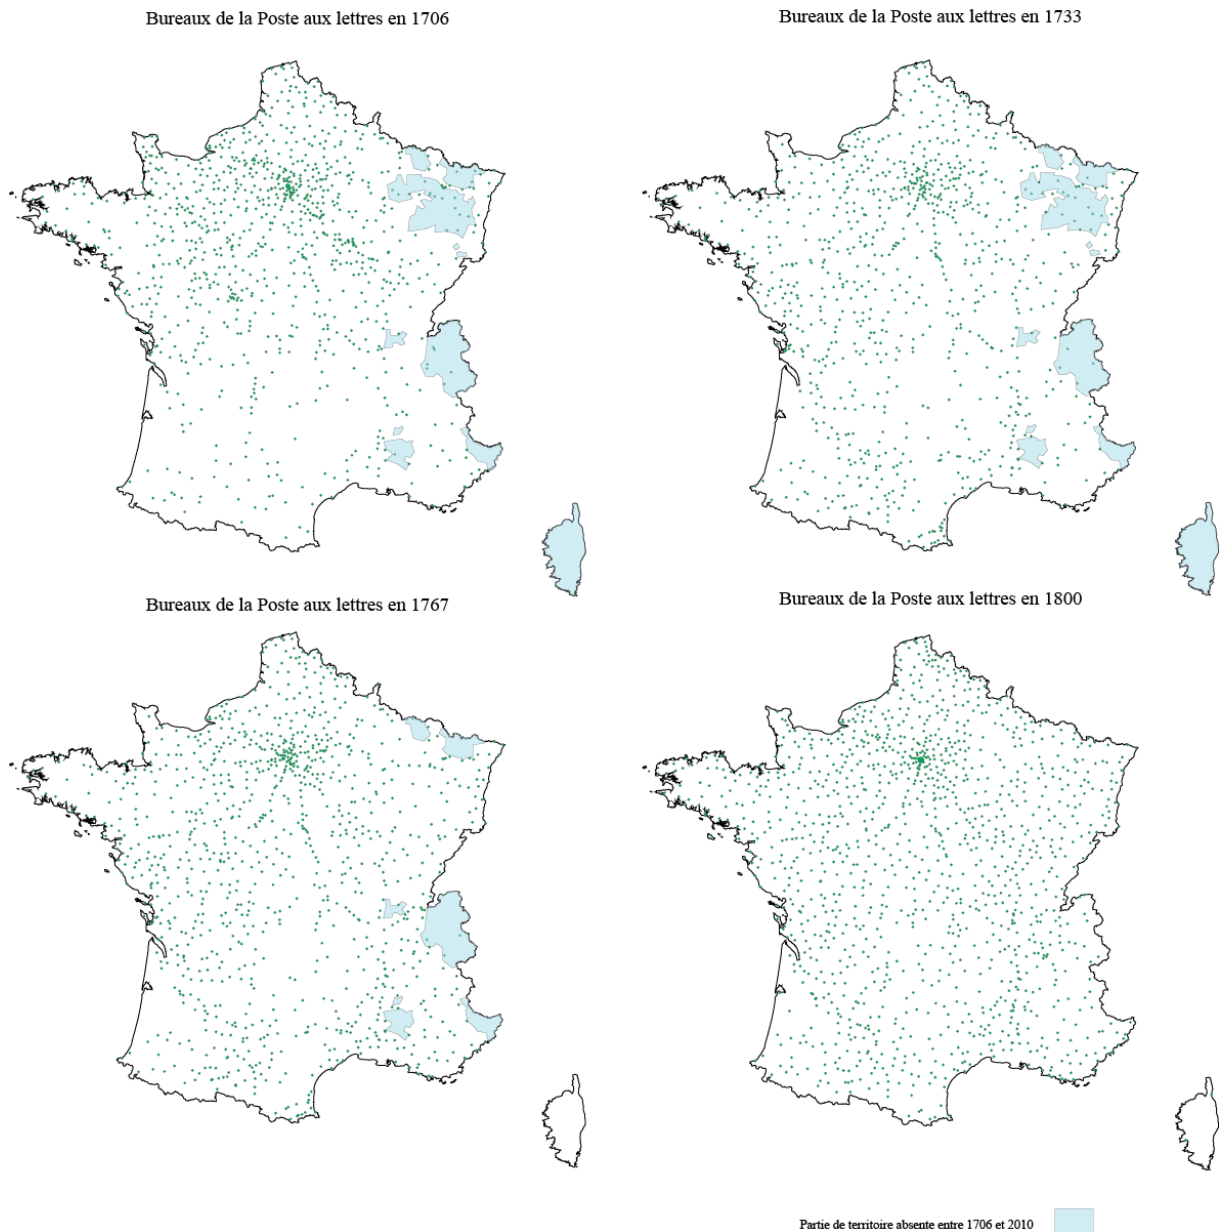 Bureaux de la Poste aux lettres en 1706
Bureaux de la Poste aux lettres en 1733
Bureaux de la Poste aux lettres en 1767
Bureaux de la Poste aux lettres en 1800
Partie de territoire absente entre 1706 et 2010